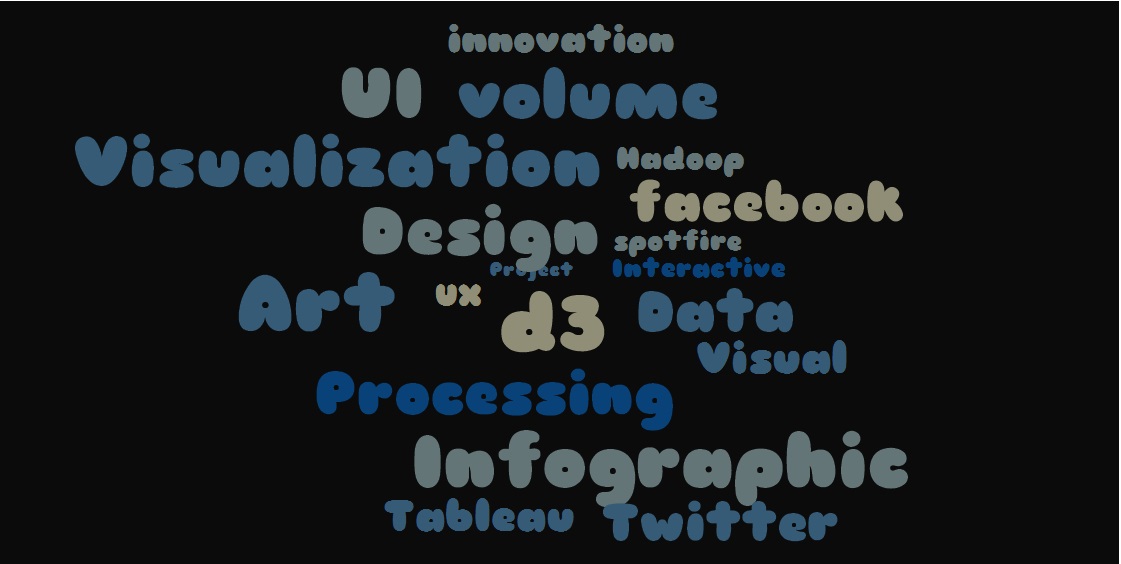 innovation
UI volume
Visualization Hadoop
facebook
Design spotfire
Project Interactive
Art ux d3 Data
Visual
Processing
Infographic
Tableau Twitter